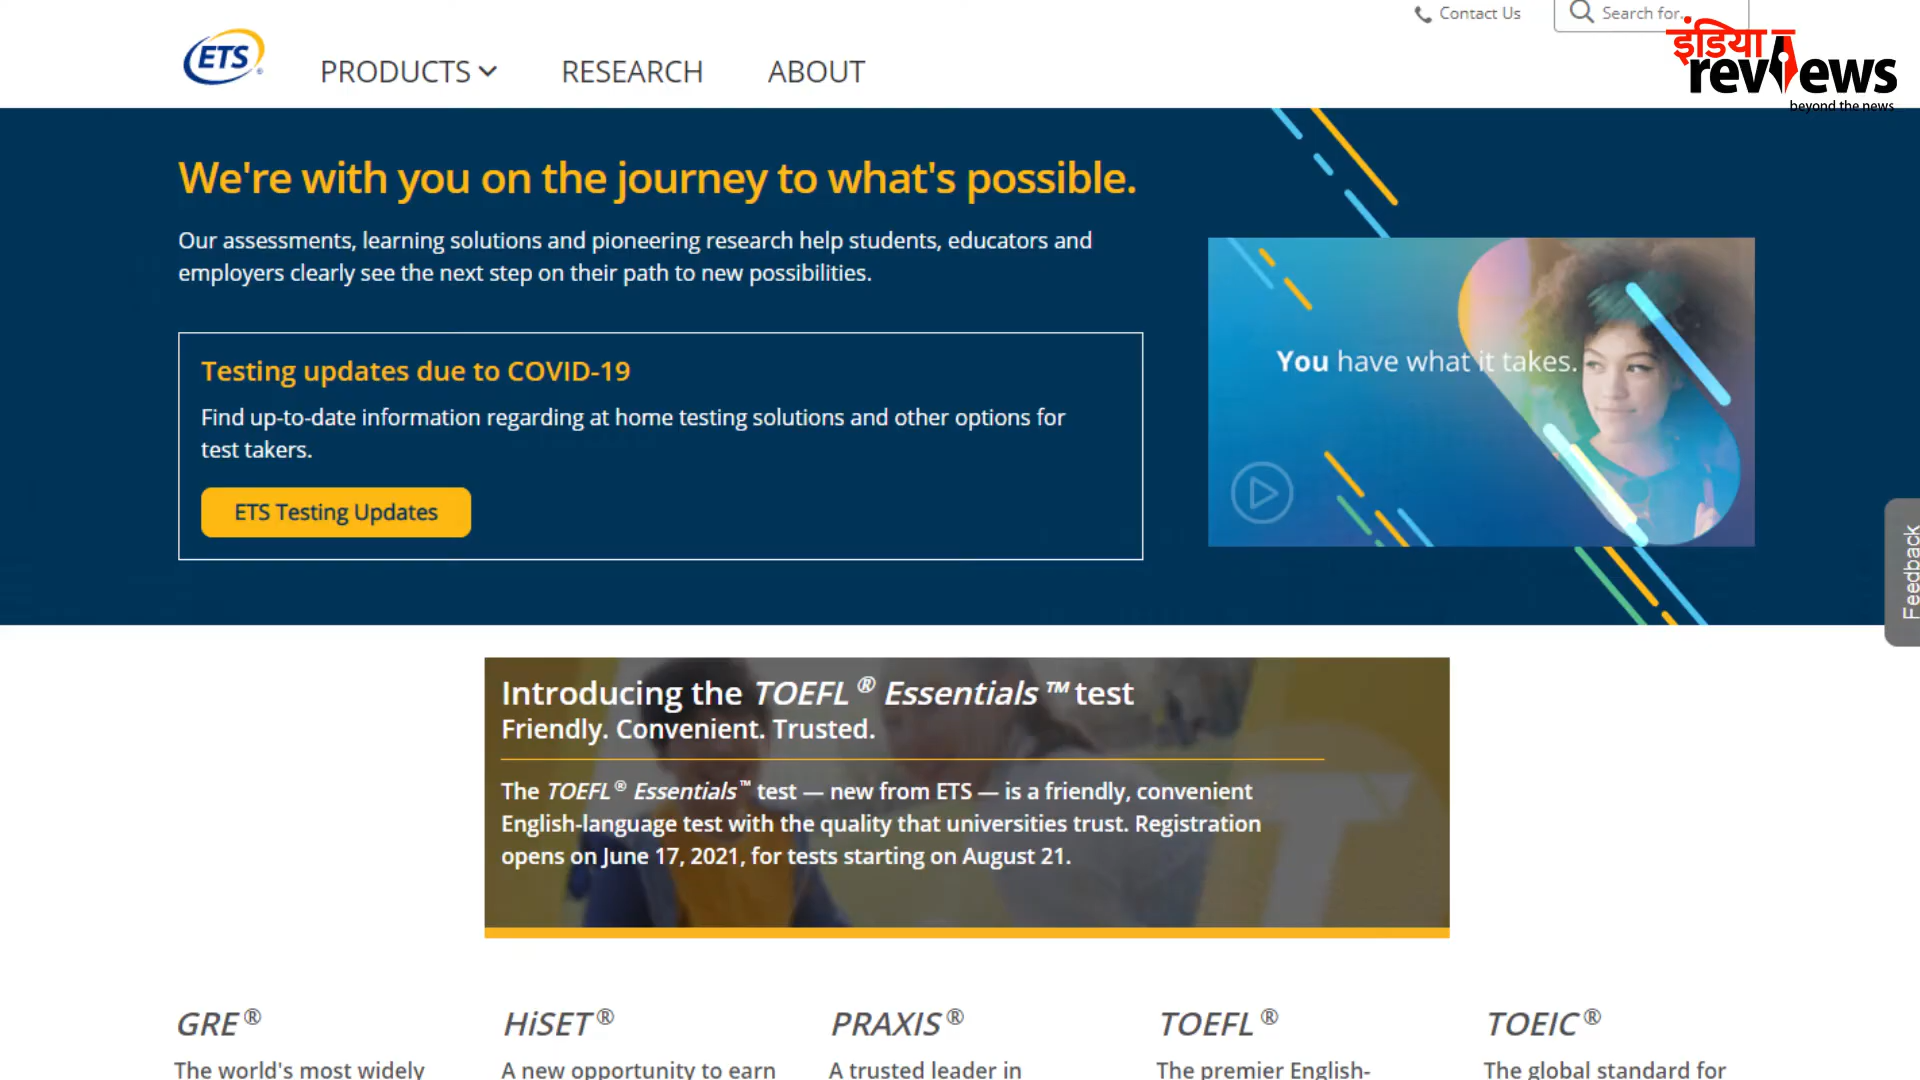 Contact Us
Search for..
इंडिया
reviews
beyond the news
ETS®
PRODUCTS
RESEARCH
ABOUT
We're with you on the journey to what's possible.
Our assessments, learning solutions and pioneering research help students, educators and
employers clearly see the next step on their path to new possibilities.
Testing updates due to COVID-19
Find up-to-date information regarding at home testing solutions and other options for
test takers.
ETS Testing Updates
You have what it takes.
Feedback
Introducing the TOEFL® Essentials™ test
Friendly. Convenient. Trusted.
The TOEFL® Essentials™ test — new from ETS — is a friendly, convenient
English-language test with the quality that universities trust. Registration
opens on June 17, 2021, for tests starting on August 21.
GRE®
HiSET®
PRAXIS®
TOEFL®
TOEIC®
The world's most widely
A new opportunity to earn
A trusted leader in
The premier English-
The global standard for